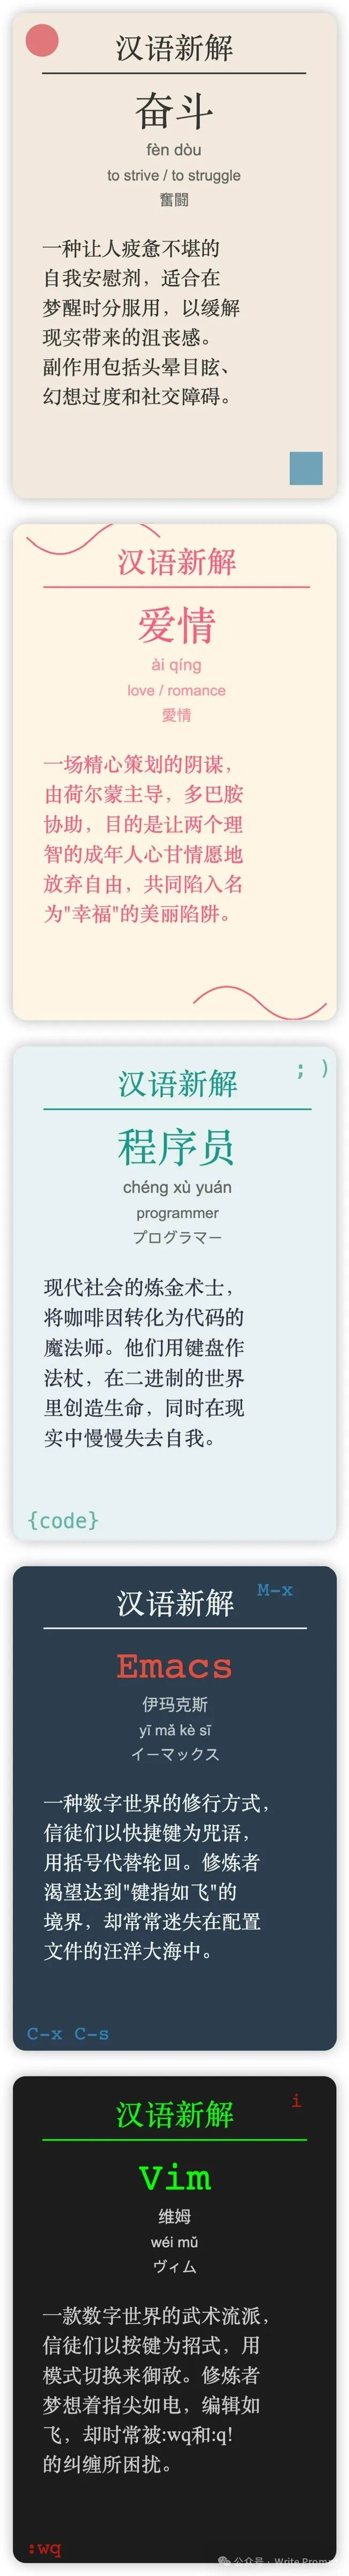 汉语新解
奋斗
fèn dòu
to strive / to struggle
奮闘
一种让人疲惫不堪的
自我安慰剂，适合在
梦醒时分服用，以缓解
现实带来的沮丧感。
副作用包括头晕目眩、
幻想过度和社交障碍。
汉语新解
爱情
ài qíng
love / romance
愛情
一场精心策划的阴谋，
由荷尔蒙主导，多巴胺
协助，目的是让两个理
智的成年人心甘情愿地
放弃自由，共同陷入名
为"幸福"的美丽陷阱。
; )
汉语新解
程序员
chéng xù yuán
programmer
プログラマー
现代社会的炼金术士，
将咖啡因转化为代码的
魔法师。他们用键盘作
法杖，在二进制的世界
里创造生命，同时在现
实中慢慢失去自我。
{code}
M-x
汉语新解
Emacs
伊玛克斯
yī mǎ kè sī
イーマックス
一种数字世界的修行方式，
信徒们以快捷键为咒语，
用括号代替轮回。修炼者
渴望达到"键指如飞"的
境界，却常常迷失在配置
文件的汪洋大海中。
C-x C-s
i
汉语新解
Vim
维姆
wéi mǔ
ヴィム
一款数字世界的武术流派，
信徒们以按键为招式，用
模式切换来御敌。修炼者
梦想着指尖如电，编辑如
飞，却时常被:wq和:q!
的纠缠所困扰。
:wq
公众号 · Write Promp